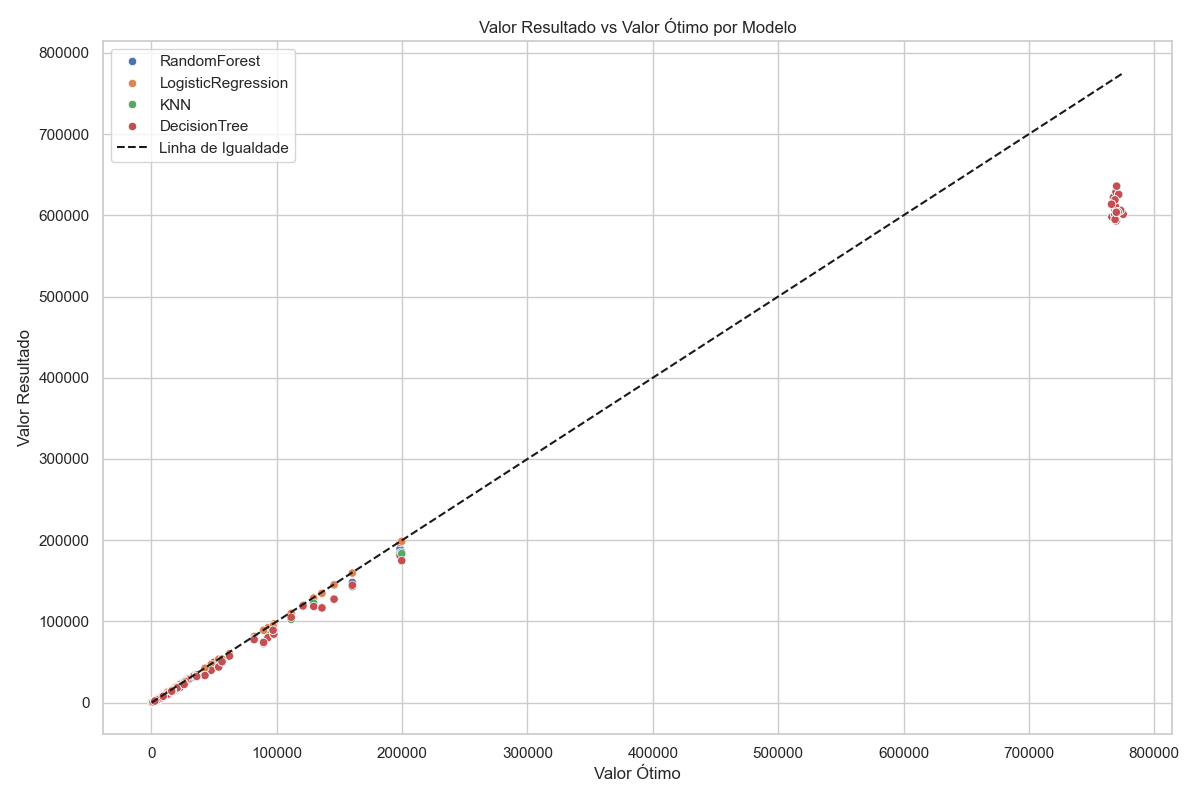 Valor Resultado vs Valor Ótimo por Modelo
RandomForest
LogisticRegression
KNN
DecisionTree
Linha de Igualdade
Valor Resultado
800000
700000
600000
500000
400000
300000
200000
100000
0
0 100000 200000 300000 400000 500000 600000 700000 800000
Valor Ótimo